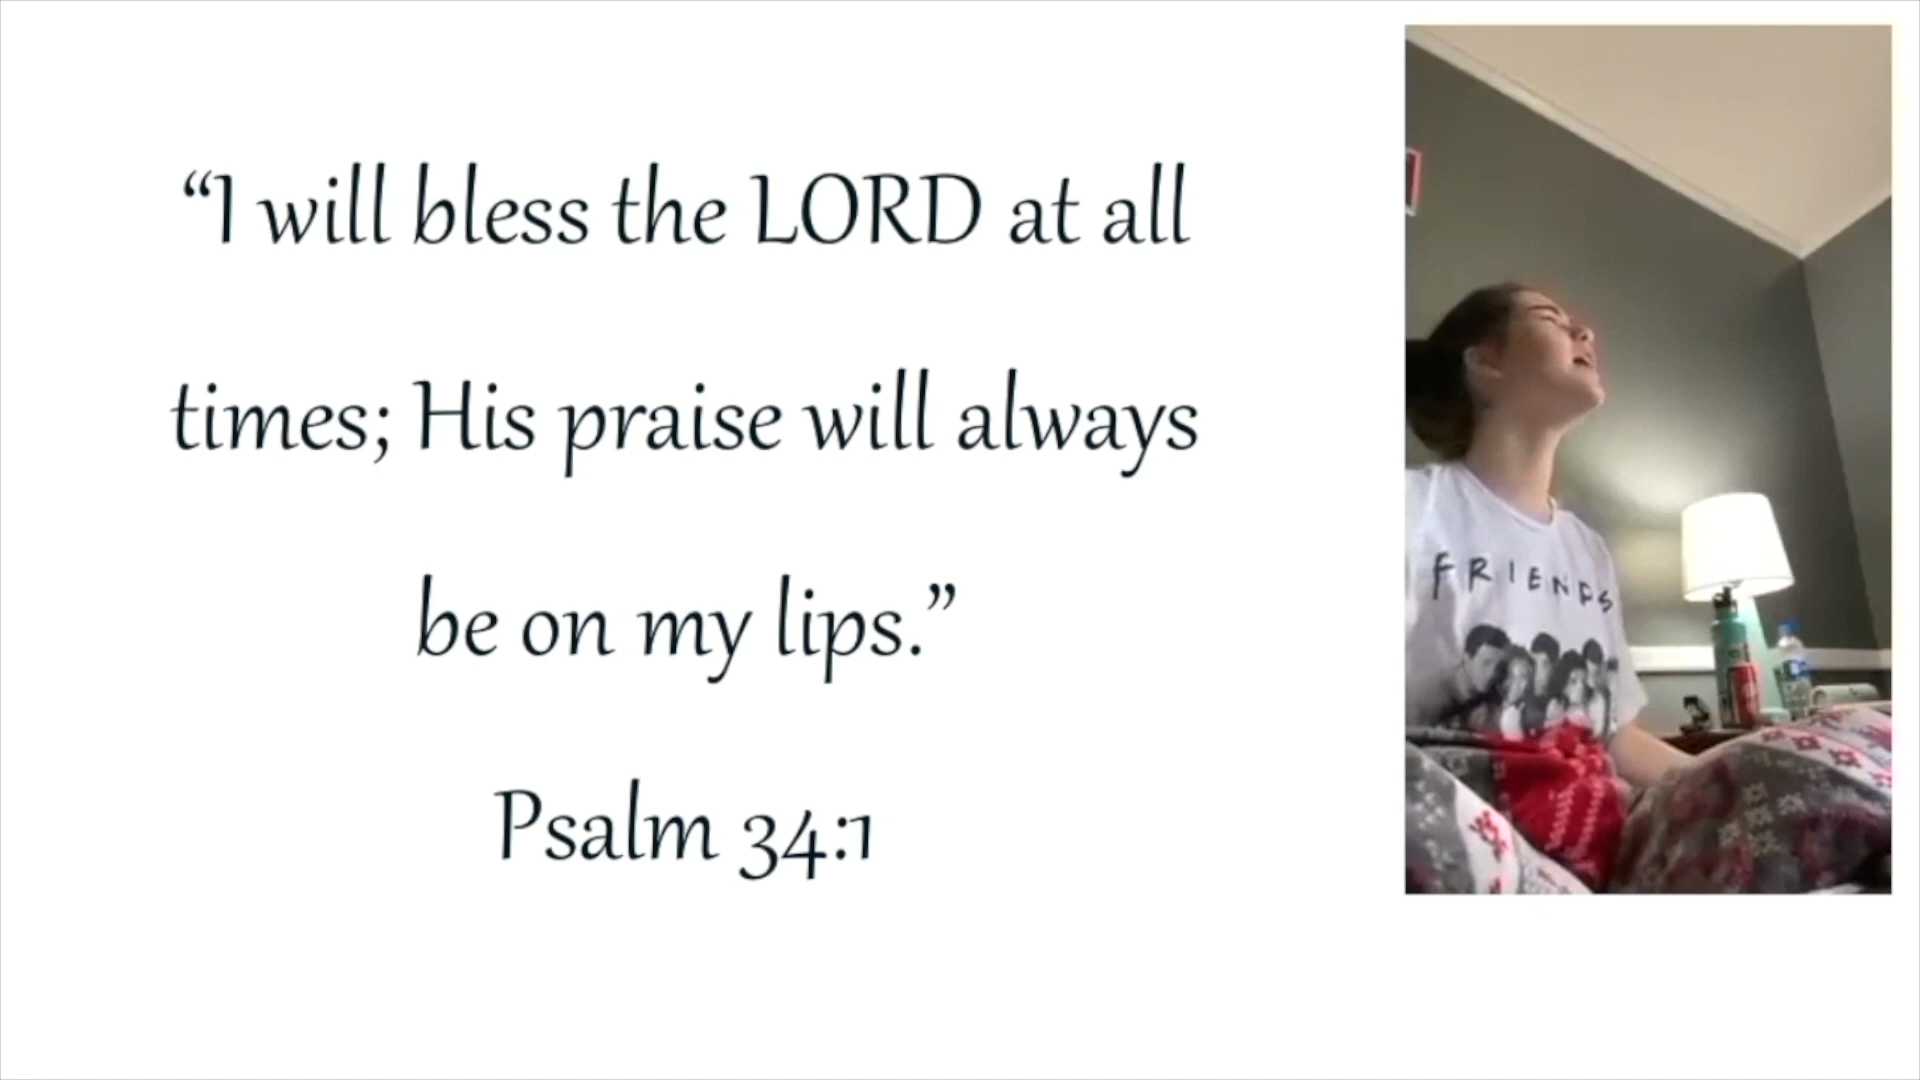 “I will bless the LORD at all
times; His praise will always
be on my lips.”
Psalm 34:1
FRIENDS